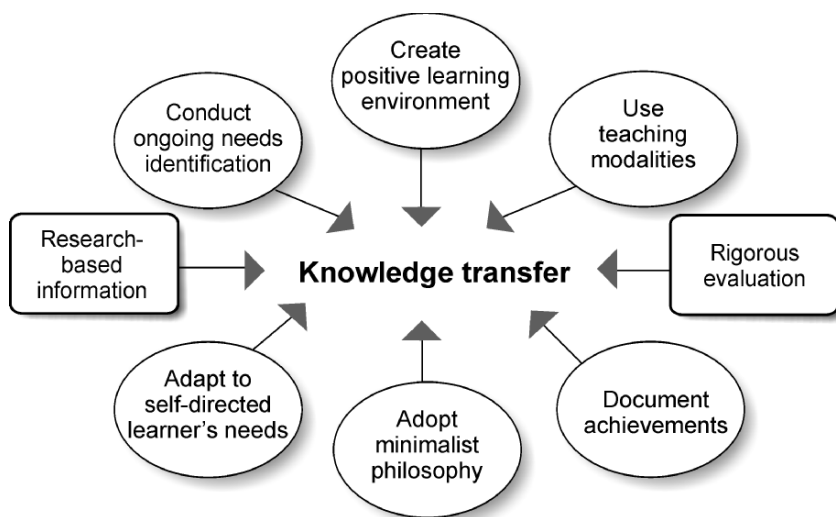 Create
positive learning
environment
Conduct
ongoing needs
identification
Use
teaching
modalities
Research-
based
information
Knowledge transfer
Rigorous
evaluation
Adapt to
self-directed
learner's needs
Adopt
minimalist
philosophy
Document
achievements